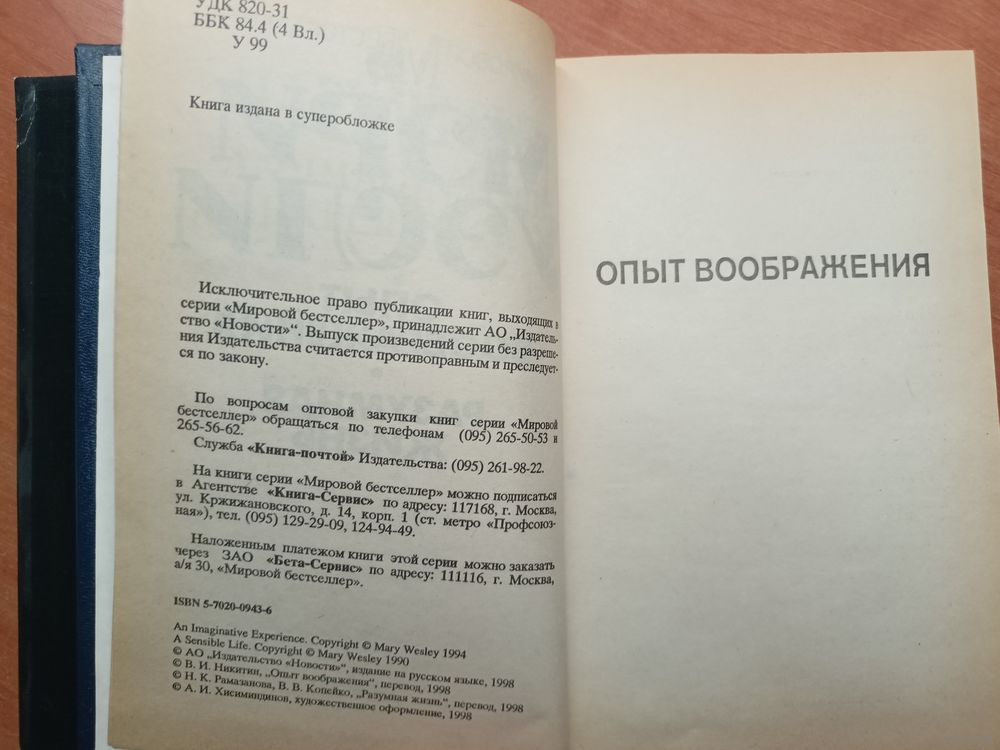 УДК 820-31
ББК 84.4 (4 Вл.)
У 99
Книга издана в суперобложке
Исключительное право публикации книг, выходящих в
серии «Мировой бестселлер», принадлежит АО „Издатель-
ство «Новости»“. Выпуск произведений серии без разреше-
ния Издательства считается противоправным и преследует-
ся по закону.
По вопросам оптовой закупки книг серии «Мировой
бестселлер» обращаться по телефонам (095) 265-50-53 и
265-56-62.
Служба «Книга-почтой» Издательства: (095) 261-98-22.
На книги серии «Мировой бестселлер» можно подписаться
в Агентстве «Книга-Сервис» по адресу: 117168, г. Москва,
ул. Кржижановского, д. 14, корп. 1 (ст. метро «Профсоюз-
ная»), тел. (095) 129-29-09, 124-94-49.
Наложенным платежом книги этой серии можно заказать
через ЗАО «Бета-Сервис» по адресу: 111116, г. Москва,
а/я 30, «Мировой бестселлер».
ISBN 5-7020-0943-6
An Imaginative Experience. Copyright © Mary Wesley 1994
A Sensible Life. Copyright © Mary Wesley 1990
© АО „Издательство «Новости»“, издание на русском языке, 1998
© В. И. Никитин, „Опыт воображения“, перевод, 1998
© Н. К. Рамазанова, В. В. Копейко, „Разумная жизнь“, перевод, 1998
© А. И. Хисиминдинов, художественное оформление, 1998
ОПЫТ ВООБРАЖЕНИЯ